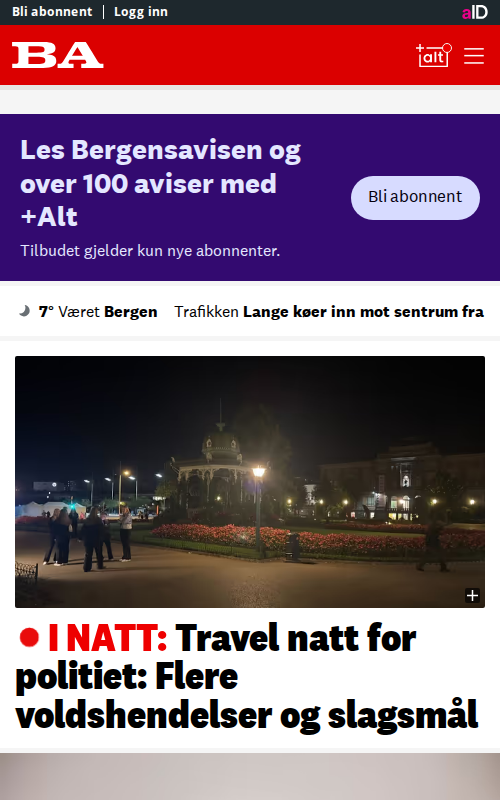 Bli abonnent | Logg inn
aID
BA
+alt
Les Bergensavisen og
over 100 aviser med
+Alt
Bli abonnent
Tilbudet gjelder kun nye abonnenter.
7° Været Bergen Trafikken Lange køer inn mot sentrum fra
I NATT: Travel natt for
politiet: Flere
voldshendelser og slagsmål